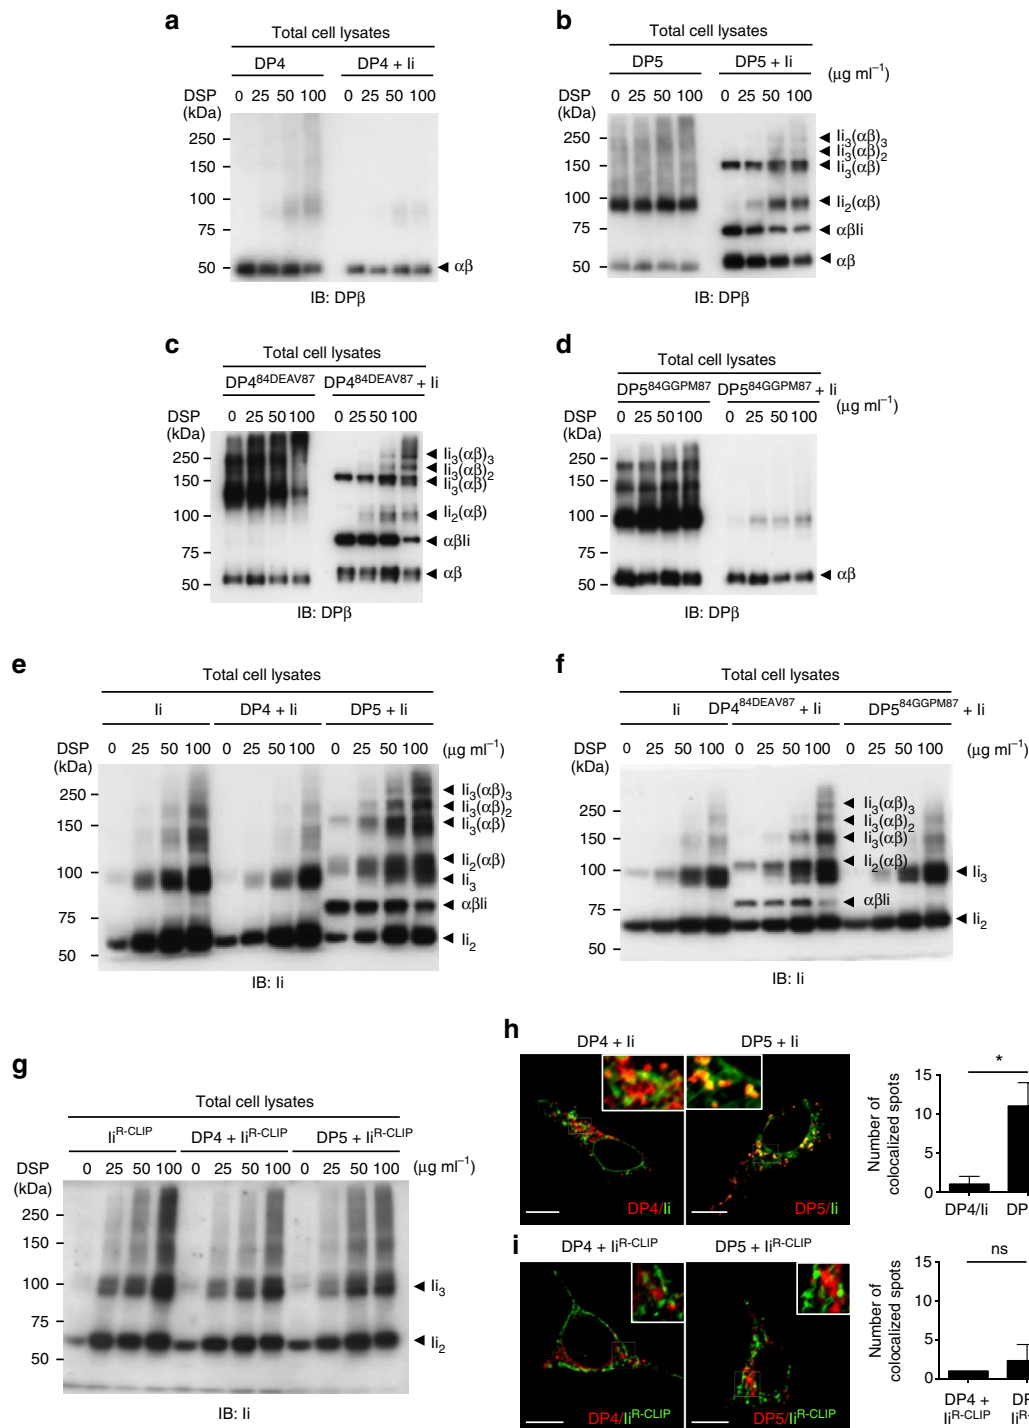 a
Total cell lysates
DP4 DP4 + Ii
DSP 0 25 50 100 0 25 50 100
(kDa)
250
150
100
75
50
αβ
IB: DPβ
b
Total cell lysates
DP5 DP5 + Ii
(μg ml⁻¹)
DSP 0 25 50 100 0 25 50 100
(kDa)
250
150
100
75
50
Ii₃(αβ)₃
Ii₃(αβ)₂
Ii₃(αβ)
Ii₂(αβ)
αβIi
αβ
IB: DPβ
c
Total cell lysates
DP4⁸⁴DEAV⁸⁷ DP4⁸⁴DEAV⁸⁷ + Ii
DSP 0 25 50 100 0 25 50 100
(kDa)
250
150
100
75
50
Ii₃(αβ)₃
Ii₃(αβ)₂
Ii₃(αβ)
Ii₂(αβ)
αβIi
αβ
IB: DPβ
d
Total cell lysates
DP5⁸⁴GGPM⁸⁷ DP5⁸⁴GGPM⁸⁷ + Ii
(μg ml⁻¹)
DSP 0 25 50 100 0 25 50 100
(kDa)
250
150
100
75
50
αβ
IB: DPβ
e
Total cell lysates
Ii DP4 + Ii DP5 + Ii
DSP 0 25 50 100 0 25 50 100 0 25 50 100 (μg ml⁻¹)
(kDa)
250
150
100
75
50
Ii₃(αβ)₃
Ii₃(αβ)₂
Ii₃(αβ)
Ii₂(αβ)
Ii₃
αβIi
Ii₂
IB: Ii
f
Total cell lysates
Ii DP4⁸⁴DEAV⁸⁷ + Ii DP5⁸⁴GGPM⁸⁷ + Ii
DSP 0 25 50 100 0 25 50 100 0 25 50 100 (μg ml⁻¹)
(kDa)
250
150
100
75
50
Ii₃(αβ)₃
Ii₃(αβ)₂
Ii₃(αβ)
Ii₂(αβ)
αβIi
Ii₃
Ii₂
IB: Ii
g
Total cell lysates
Iiᴿ⁻ᶜᴸᴵᴾ DP4 + Iiᴿ⁻ᶜᴸᴵᴾ DP5 + Iiᴿ⁻ᶜᴸᴵᴾ
DSP 0 25 50 100 0 25 50 100 0 25 50 100 (μg ml⁻¹)
(kDa)
250
150
100
75
50
Ii₃
Ii₂
IB: Ii
h
DP4 + Ii DP5 + Ii
DP4/Ii DP5/Ii
Number of
colocalized spots
15
10
5
0
*
DP4/Ii DP
i
DP4 + Iiᴿ⁻ᶜᴸᴵᴾ DP5 + Iiᴿ⁻ᶜᴸᴵᴾ
DP4/Iiᴿ⁻ᶜᴸᴵᴾ DP5/Iiᴿ⁻ᶜᴸᴵᴾ
Number of
colocalized spots
15
10
5
0
ns
DP4 + DP
Iiᴿ⁻ᶜᴸᴵᴾ Iiᴿ